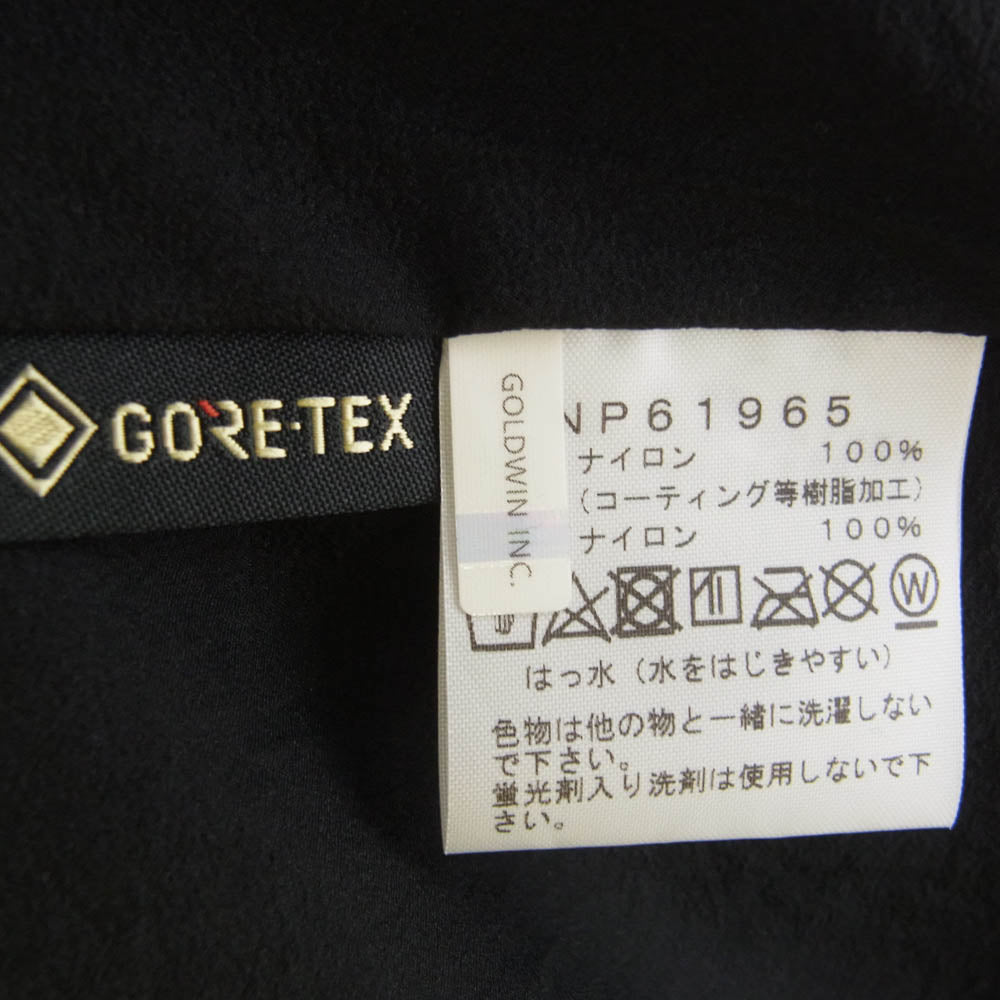 GORE-TEX
GOLDWIN INC.
NP61965
ナイロン 100%
(コーティング等樹脂加工)
ナイロン 100%
W
はっ水（水をはじきやすい）
色物は他の物と一緒に洗濯しない
で下さい。
蛍光剤入り洗剤は使用しないで下
さい。